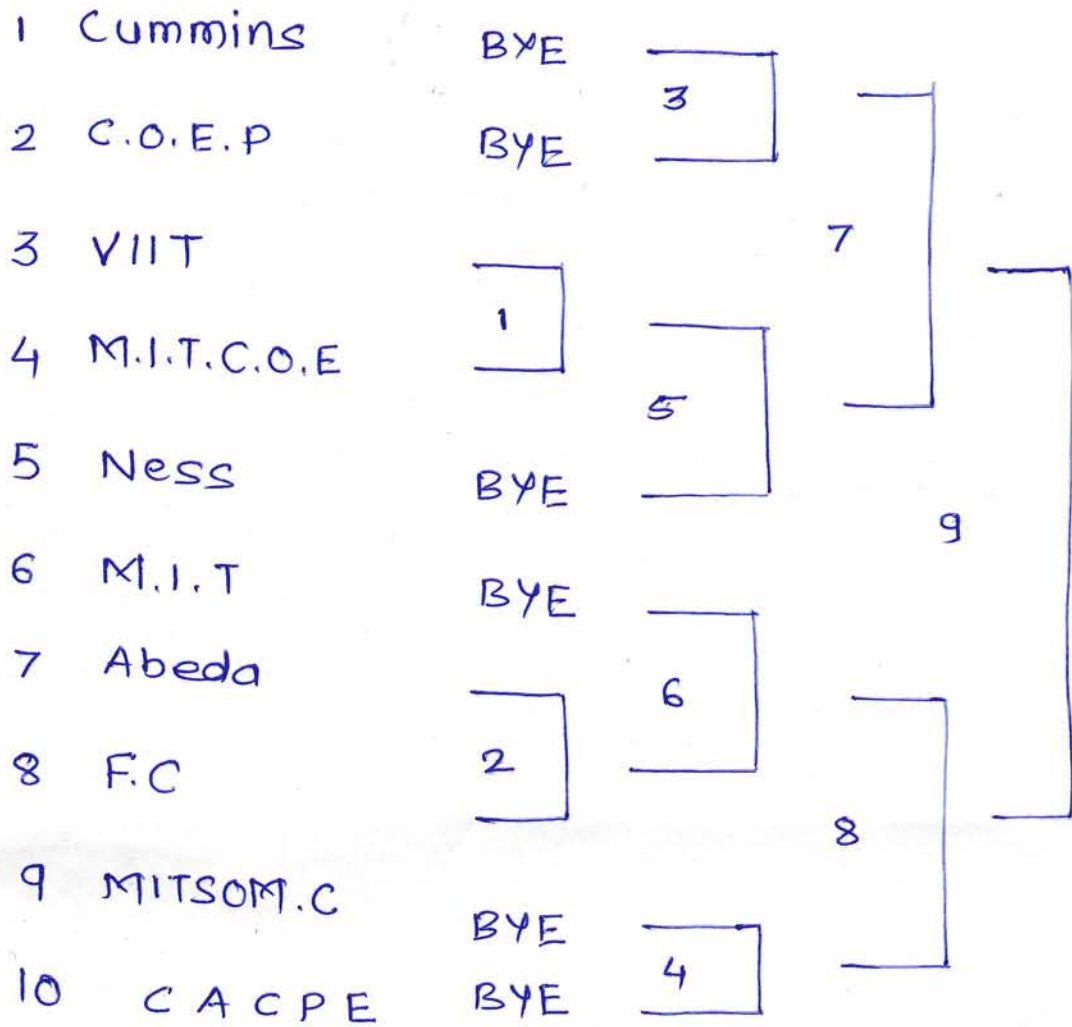 1 Cummins BYE
3
2 C.O.E.P BYE
3 VIIT
7
1
4 M.I.T.C.O.E
5
5 Ness BYE
9
6 M.I.T BYE
7 Abeda
6
8 F.C 2
8
9 MITSOM.C
BYE
4
10 CACPE BYE